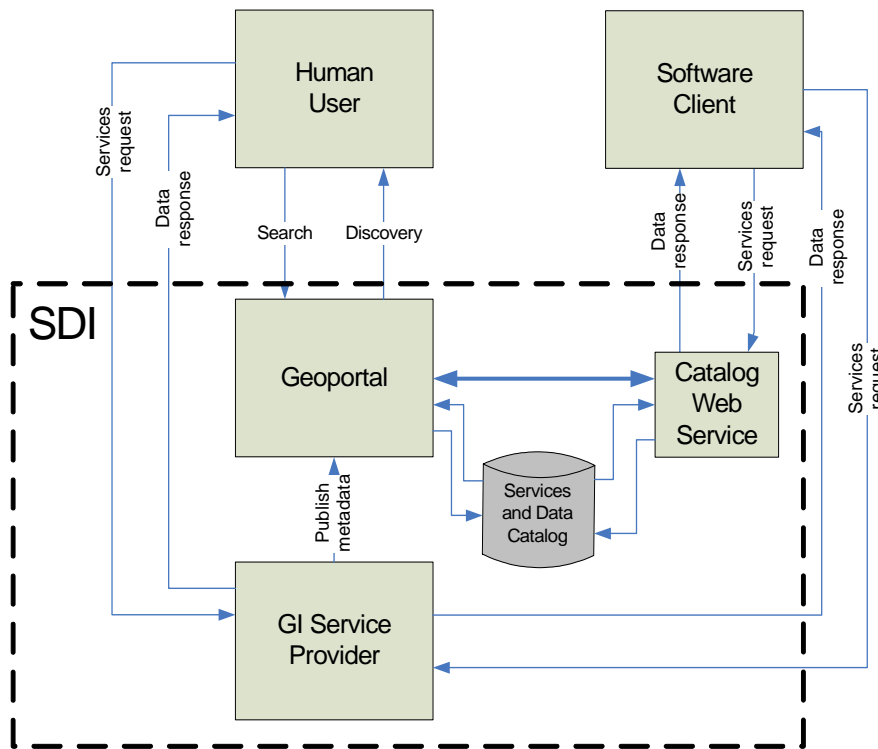 Human
User
Software
Client
Services
request
Data
response
Search
Discovery
Data
response
Services
request
Data
response
Services
request
SDI
Geoportal
Catalog
Web
Service
Services
and Data
Catalog
Publish
metadata
GI Service
Provider